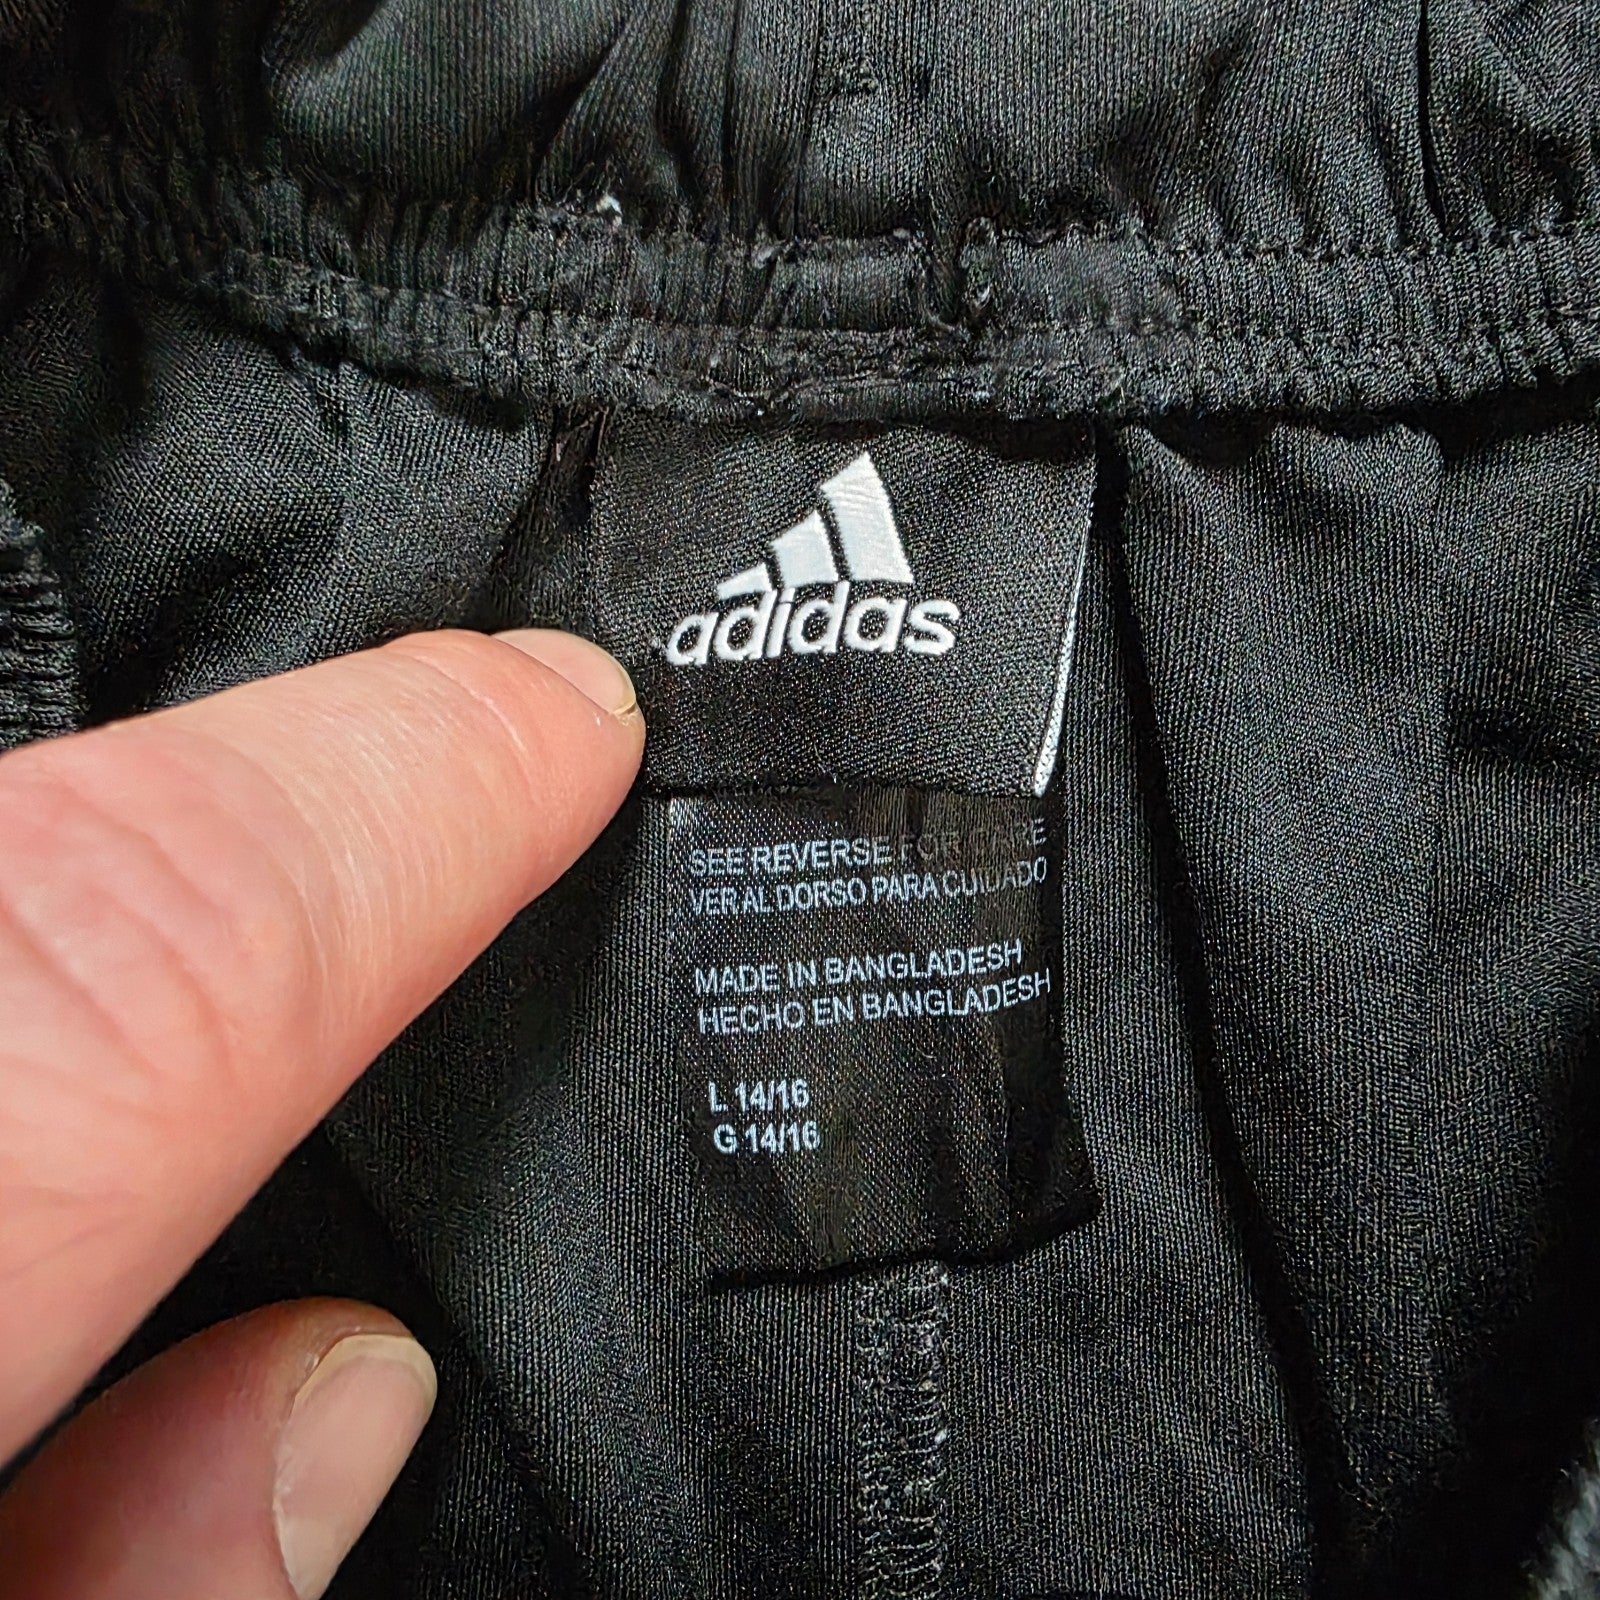 adidas
SEE REVERSE FOR CARE
VER AL DORSO PARA CUIDADO
MADE IN BANGLADESH
HECHO EN BANGLADESH
L 14/16
G 14/16